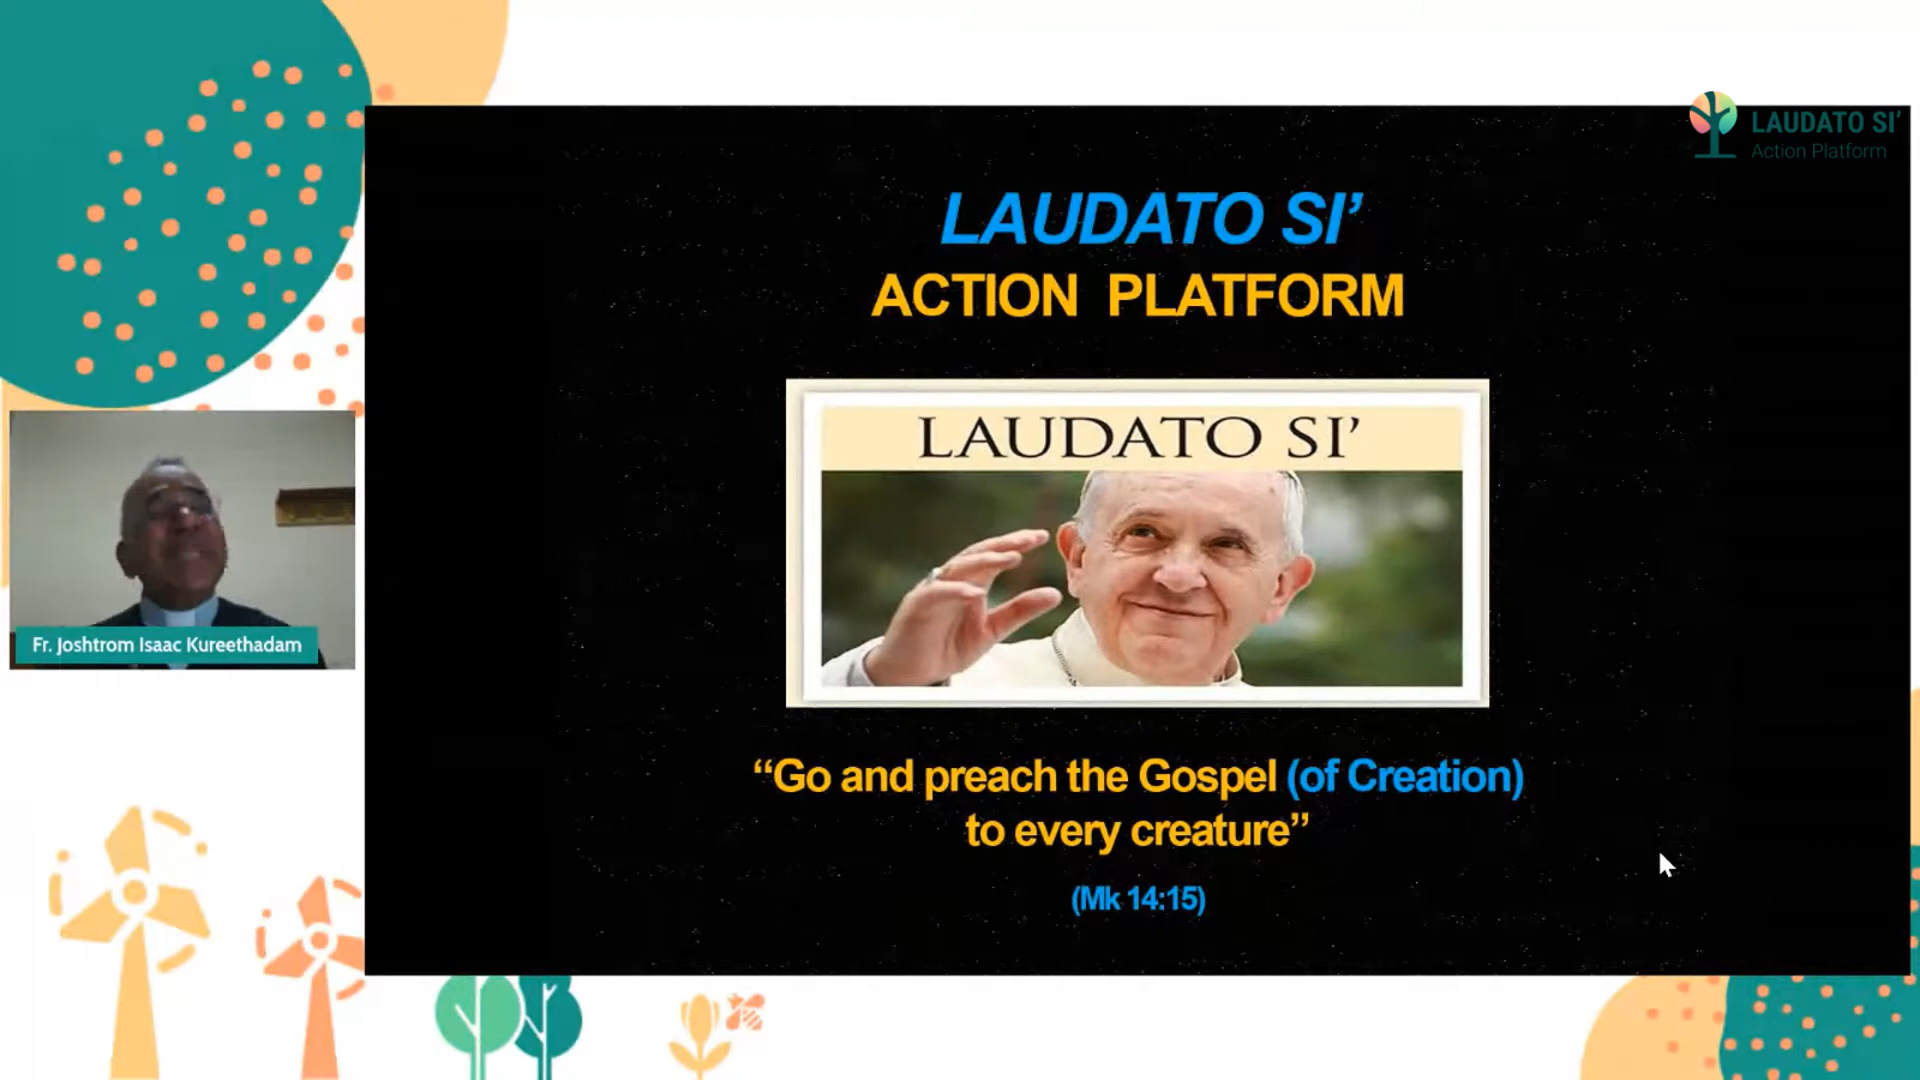 LAUDATO SI’
Action Platform
LAUDATO SI’
ACTION PLATFORM
LAUDATO SI’
Fr. Joshtrom Isaac Kureethadam
“Go and preach the Gospel (of Creation)
to every creature”
(Mk 14:15)